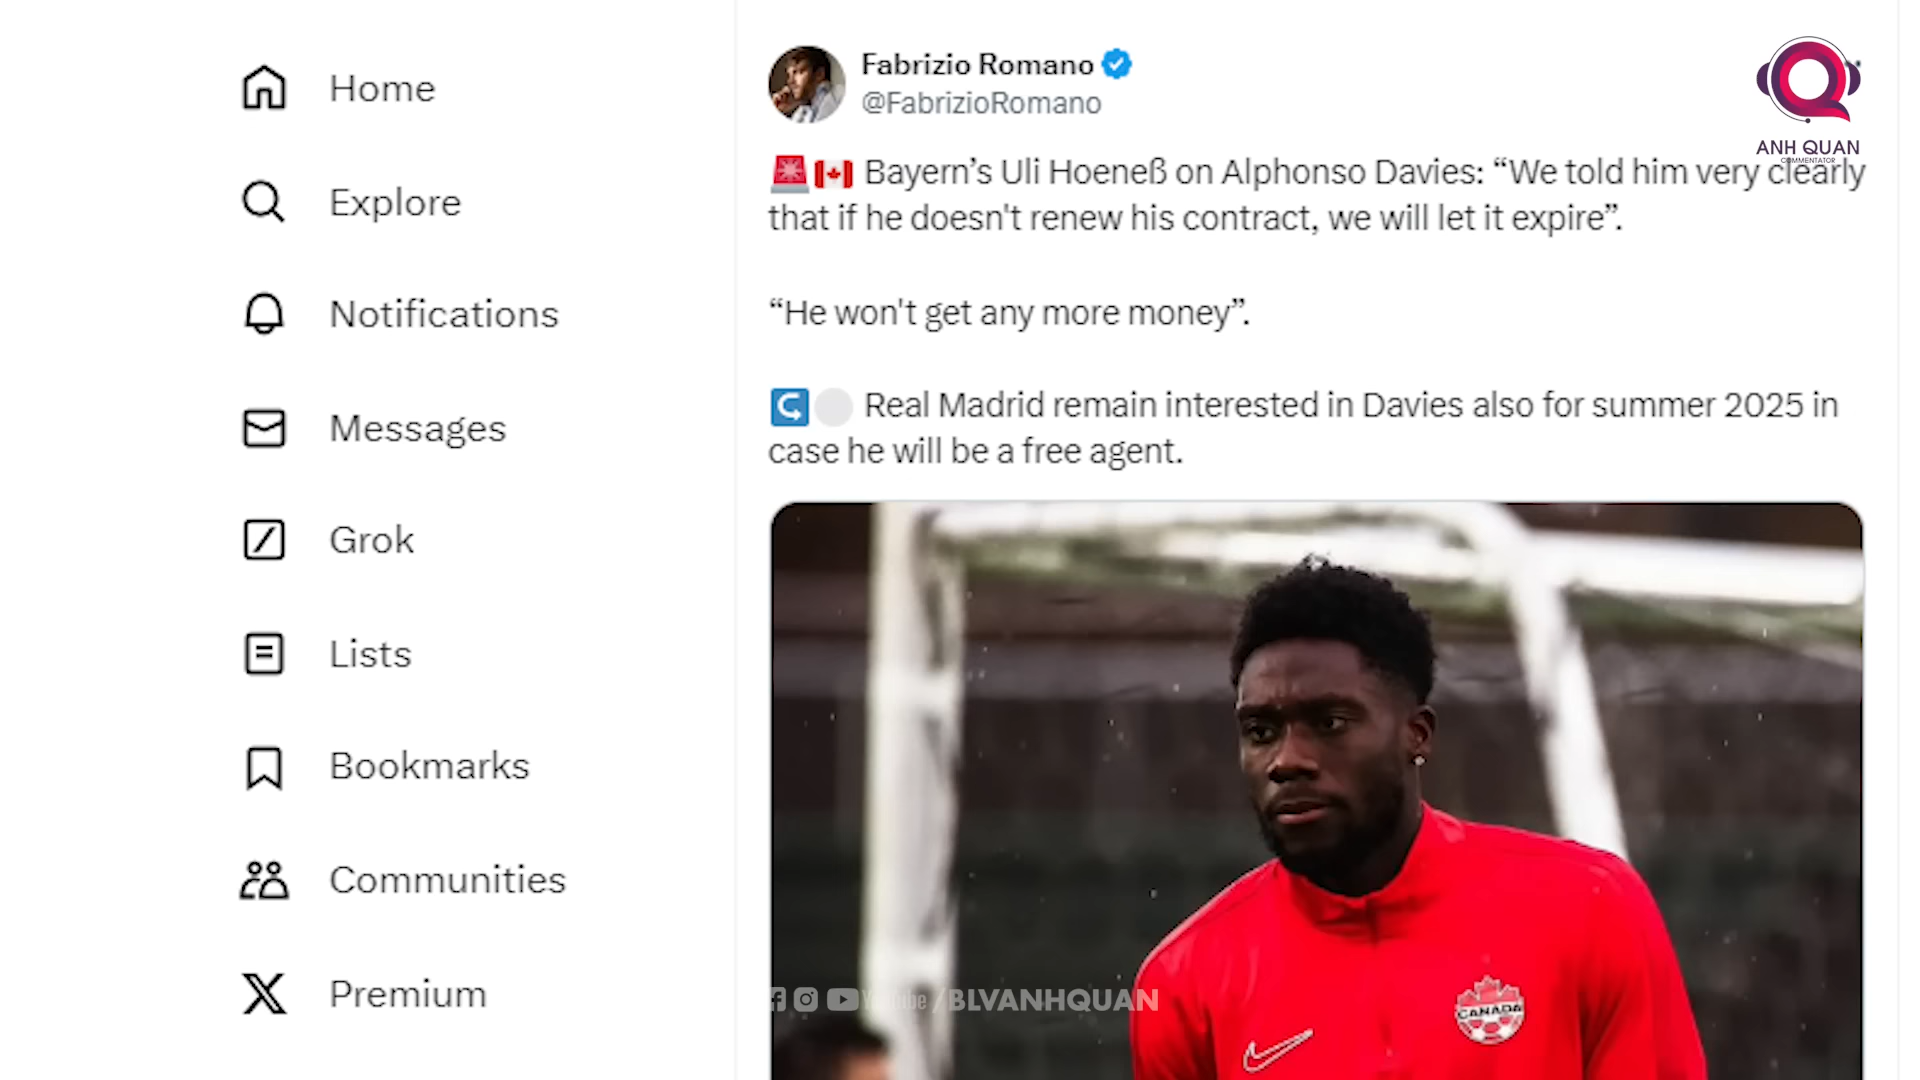 Home
Explore
Notifications
Messages
Grok
Lists
Bookmarks
Communities
Premium
Fabrizio Romano
@FabrizioRomano
🚨🇨🇦 Bayern’s Uli Hoeneß on Alphonso Davies: “We told him very clearly
that if he doesn't renew his contract, we will let it expire”.
“He won't get any more money”.
↪️⚪ Real Madrid remain interested in Davies also for summer 2025 in
case he will be a free agent.
ANH QUAN
COMMENTATOR
CANADA
Youtube /BLVANHQUAN